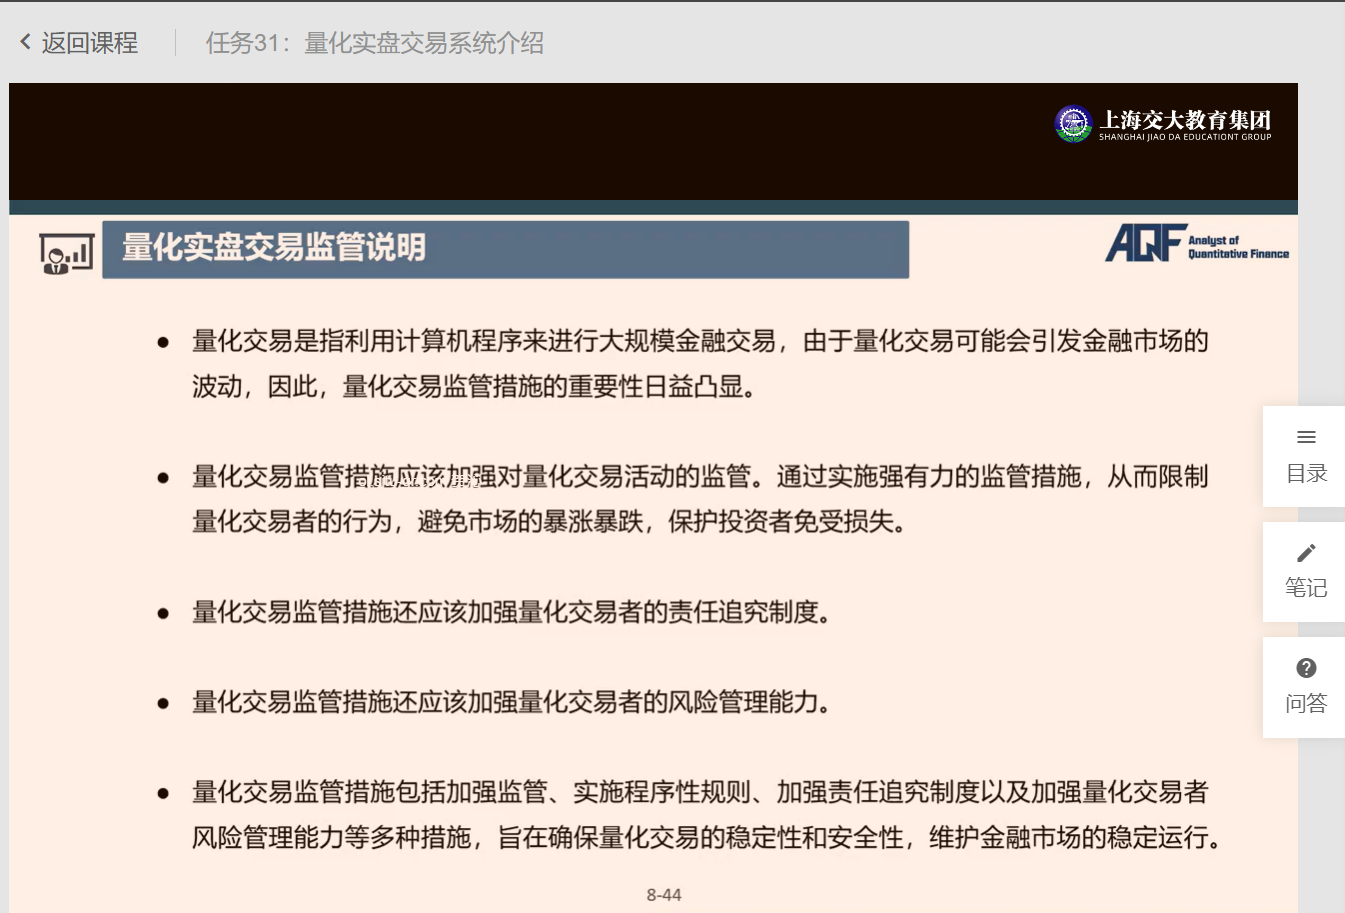 返回课程
任务31：量化实盘交易系统介绍
上海交大教育集团
SHANGHAI JIAO DA EDUCATIONT GROUP
量化实盘交易监管说明
AQF Analyst of
Quantitative Finance
● 量化交易是指利用计算机程序来进行大规模金融交易，由于量化交易可能会引发金融市场的
波动，因此，量化交易监管措施的重要性日益凸显。
● 量化交易监管措施应该加强对量化交易活动的监管。通过实施强有力的监管措施，从而限制
量化交易者的行为，避免市场的暴涨暴跌，保护投资者免受损失。
● 量化交易监管措施还应该加强量化交易者的责任追究制度。
● 量化交易监管措施还应该加强量化交易者的风险管理能力。
● 量化交易监管措施包括加强监管、实施程序性规则、加强责任追究制度以及加强量化交易者
风险管理能力等多种措施，旨在确保量化交易的稳定性和安全性，维护金融市场的稳定运行。
8-44
目录
笔记
问答